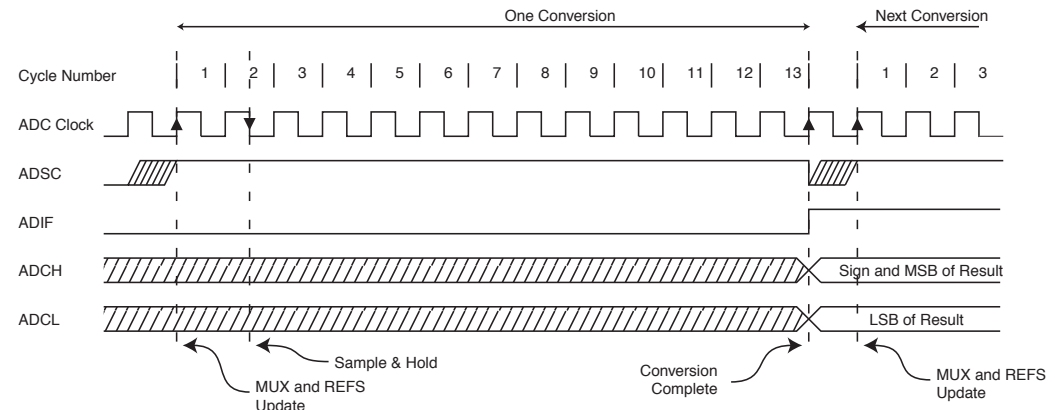 One Conversion
Next Conversion
Cycle Number 1 2 3 4 5 6 7 8 9 10 11 12 13 1 2 3
ADC Clock
ADSC
ADIF
ADCH
Sign and MSB of Result
ADCL
LSB of Result
Sample & Hold
MUX and REFS
Update
Conversion
Complete
MUX and REFS
Update